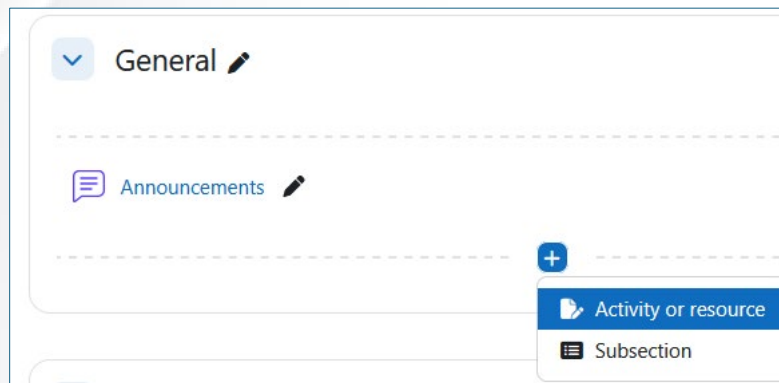 General
Announcements
Activity or resource
Subsection